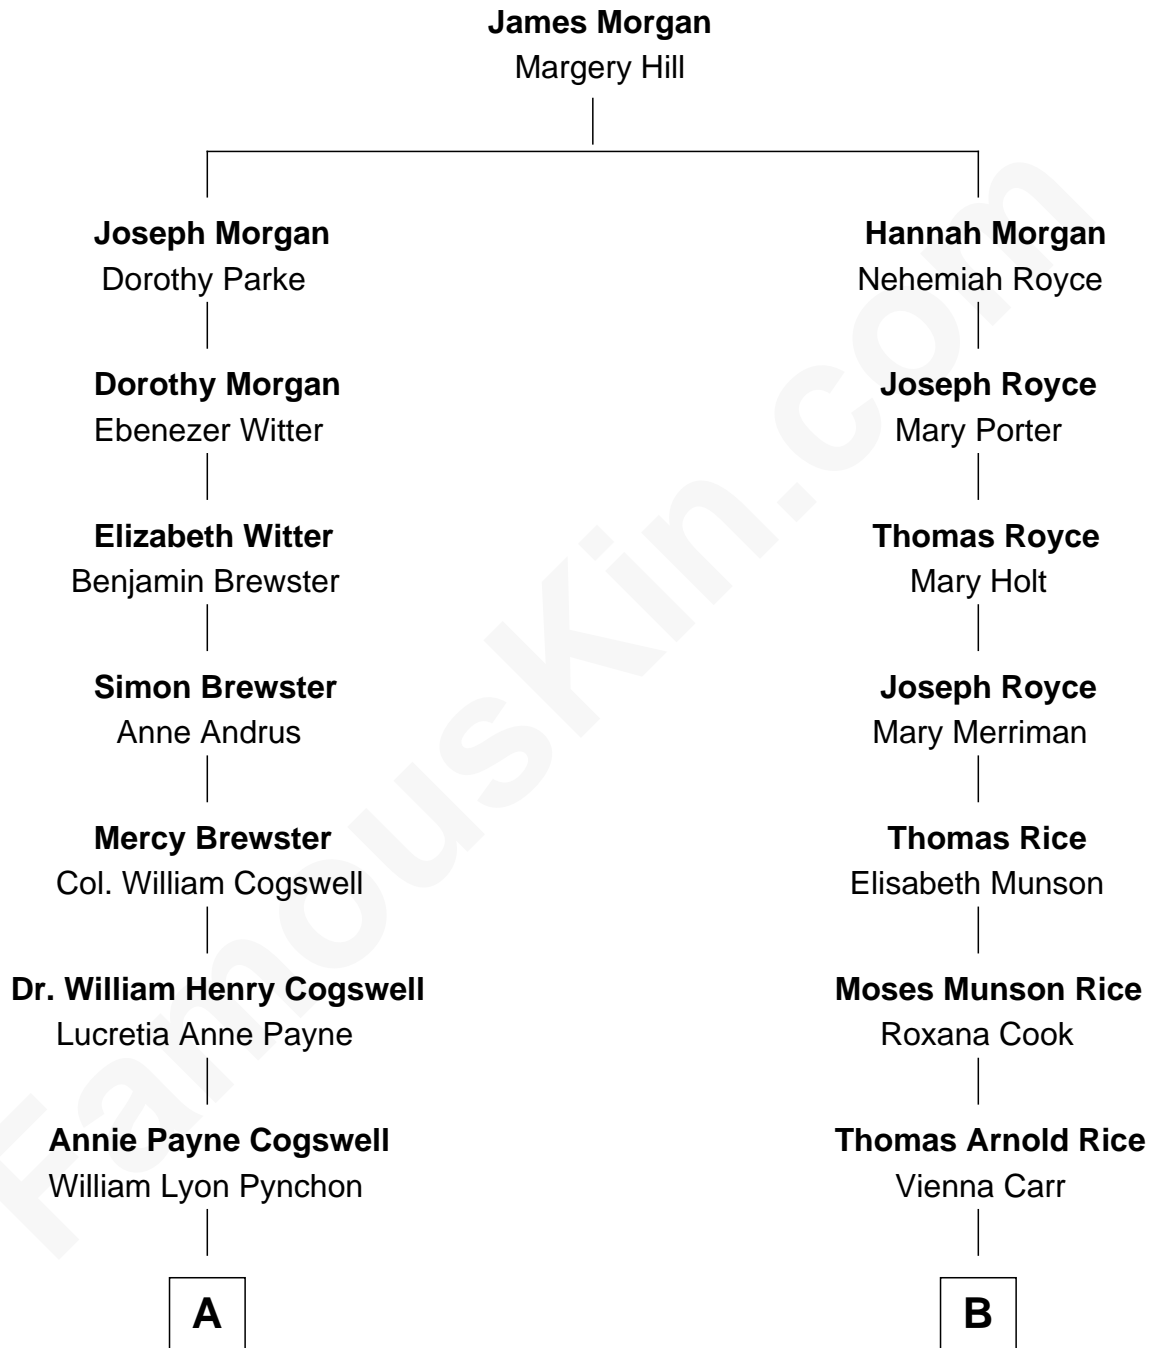 James Morgan
Margery Hill
Joseph Morgan
Dorothy Parke
Hannah Morgan
Nehemiah Royce
Dorothy Morgan
Ebenezer Witter
Joseph Royce
Mary Porter
Elizabeth Witter
Benjamin Brewster
Thomas Royce
Mary Holt
Simon Brewster
Anne Andrus
Joseph Royce
Mary Merriman
Mercy Brewster
Col. William Cogswell
Thomas Rice
Elisabeth Munson
Dr. William Henry Cogswell
Lucretia Anne Payne
Moses Munson Rice
Roxana Cook
Annie Payne Cogswell
William Lyon Pynchon
Thomas Arnold Rice
Vienna Carr
A
B
FamousKin.com